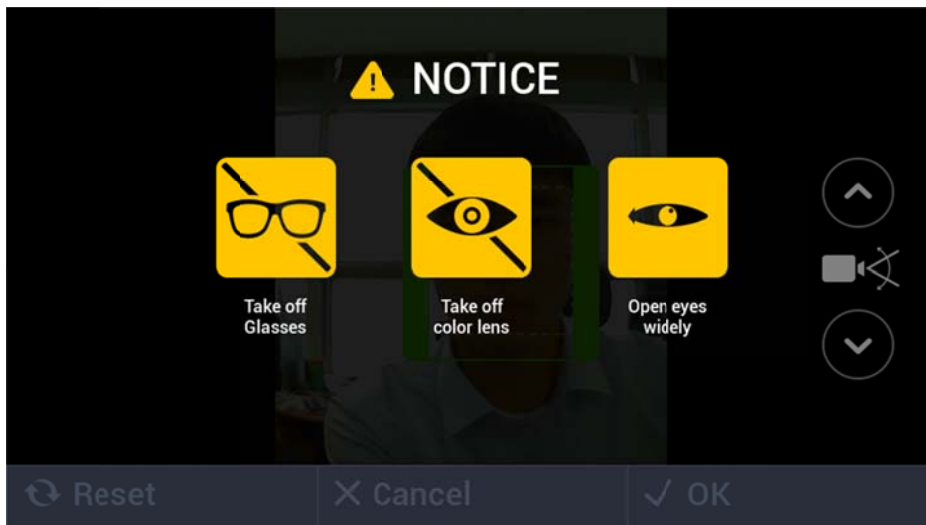 NOTICE
Take off
Glasses
Take off
color lens
Open eyes
widely
Reset
Cancel
OK